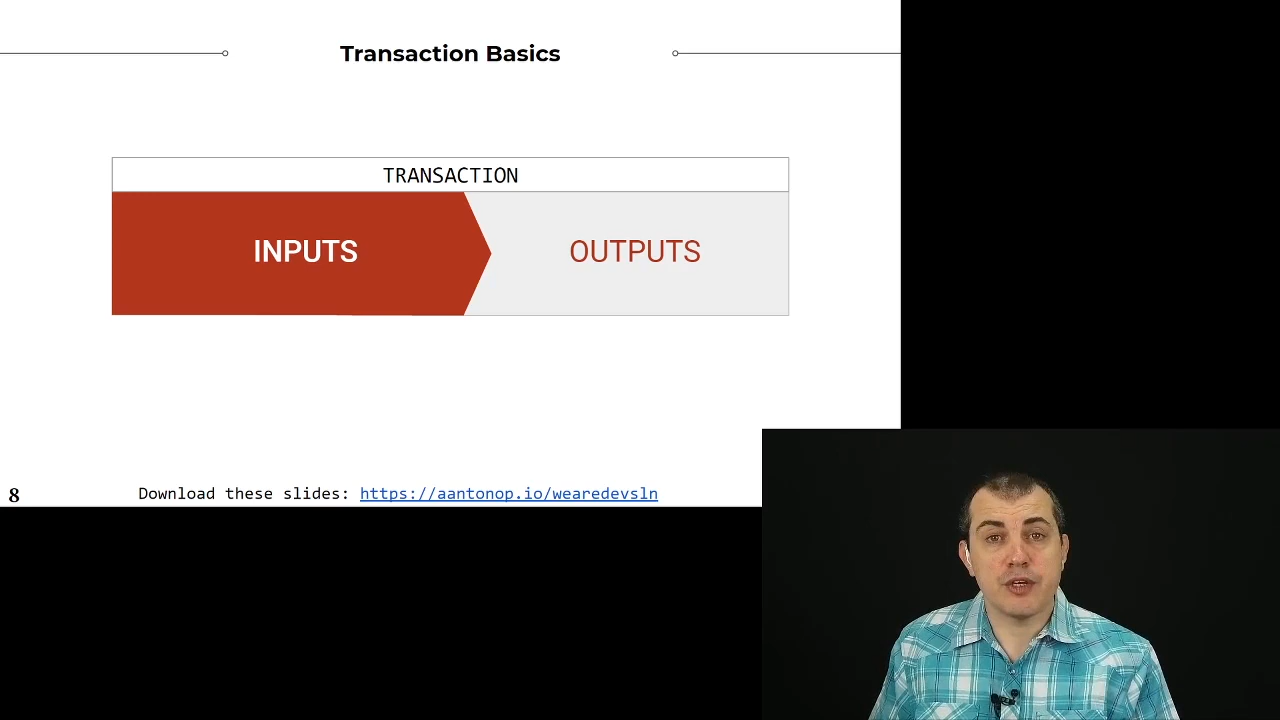 Transaction Basics
TRANSACTION
INPUTS
OUTPUTS
8
Download these slides: https://aantonop.io/wearedevsln